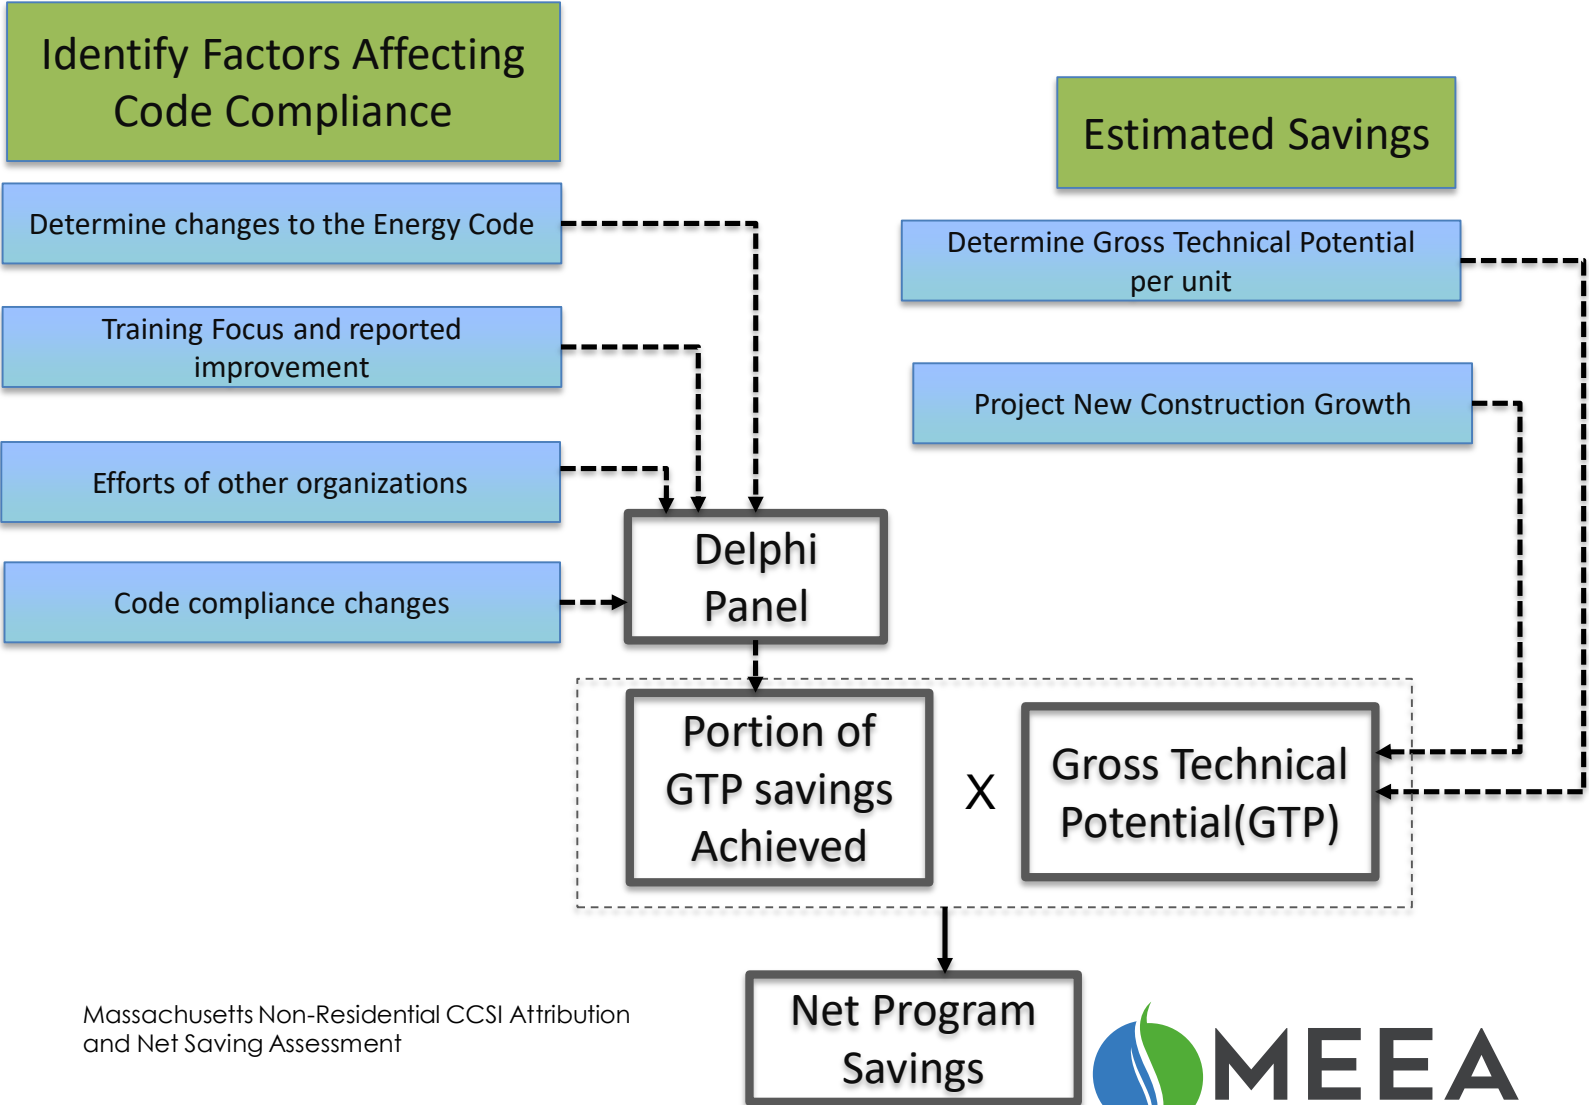 Identify Factors Affecting
Code Compliance
Estimated Savings
Determine changes to the Energy Code
Determine Gross Technical Potential
per unit
Training Focus and reported
improvement
Project New Construction Growth
Efforts of other organizations
Code compliance changes
Delphi
Panel
Portion of
GTP savings
Achieved
X
Gross Technical
Potential(GTP)
Net Program
Savings
Massachusetts Non-Residential CCSI Attribution
and Net Saving Assessment
MEEA